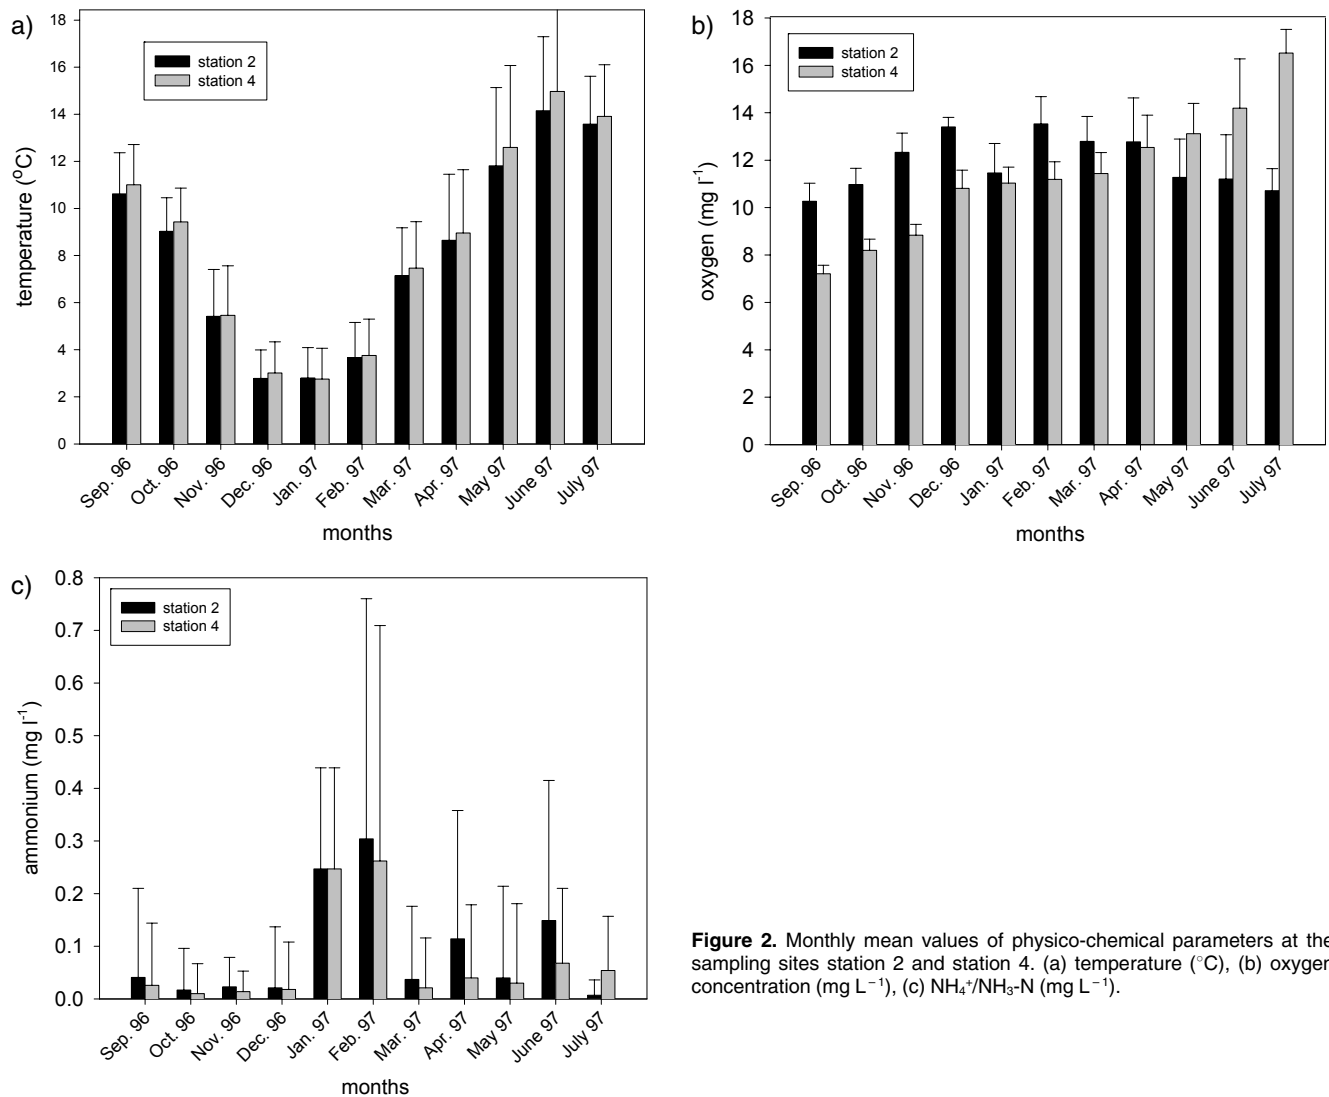 a)
18
16
14
12
10
8
6
4
2
0
temperature (°C)
station 2
station 4
Sep. 96
Oct. 96
Nov. 96
Dec. 96
Jan. 97
Feb. 97
Mar. 97
Apr. 97
May 97
June 97
July 97
months
b)
18
16
14
12
10
8
6
4
2
0
oxygen (mg l⁻¹)
station 2
station 4
Sep. 96
Oct. 96
Nov. 96
Dec. 96
Jan. 97
Feb. 97
Mar. 97
Apr. 97
May 97
June 97
July 97
months
c)
0.8
0.7
0.6
0.5
0.4
0.3
0.2
0.1
0.0
ammonium (mg l⁻¹)
station 2
station 4
Sep. 96
Oct. 96
Nov. 96
Dec. 96
Jan. 97
Feb. 97
Mar. 97
Apr. 97
May 97
June 97
July 97
months
Figure 2. Monthly mean values of physico-chemical parameters at the
sampling sites station 2 and station 4. (a) temperature (°C), (b) oxygen
concentration (mg L⁻¹), (c) NH₄⁺/NH₃-N (mg L⁻¹).